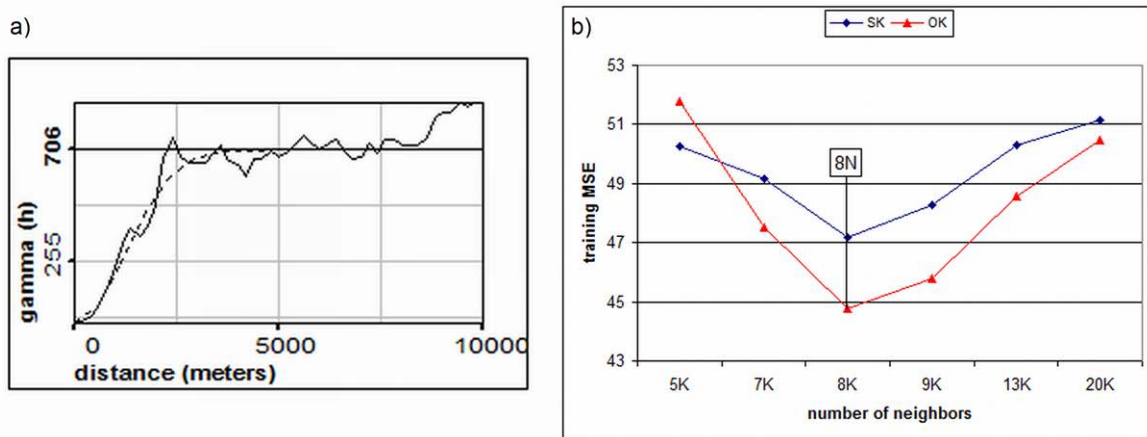 a)
706
255
gamma (h)
0 5000 10000
distance (meters)
b)
SK OK
53
51
49
47
45
43
training MSE
8N
5K 7K 8K 9K 13K 20K
number of neighbors